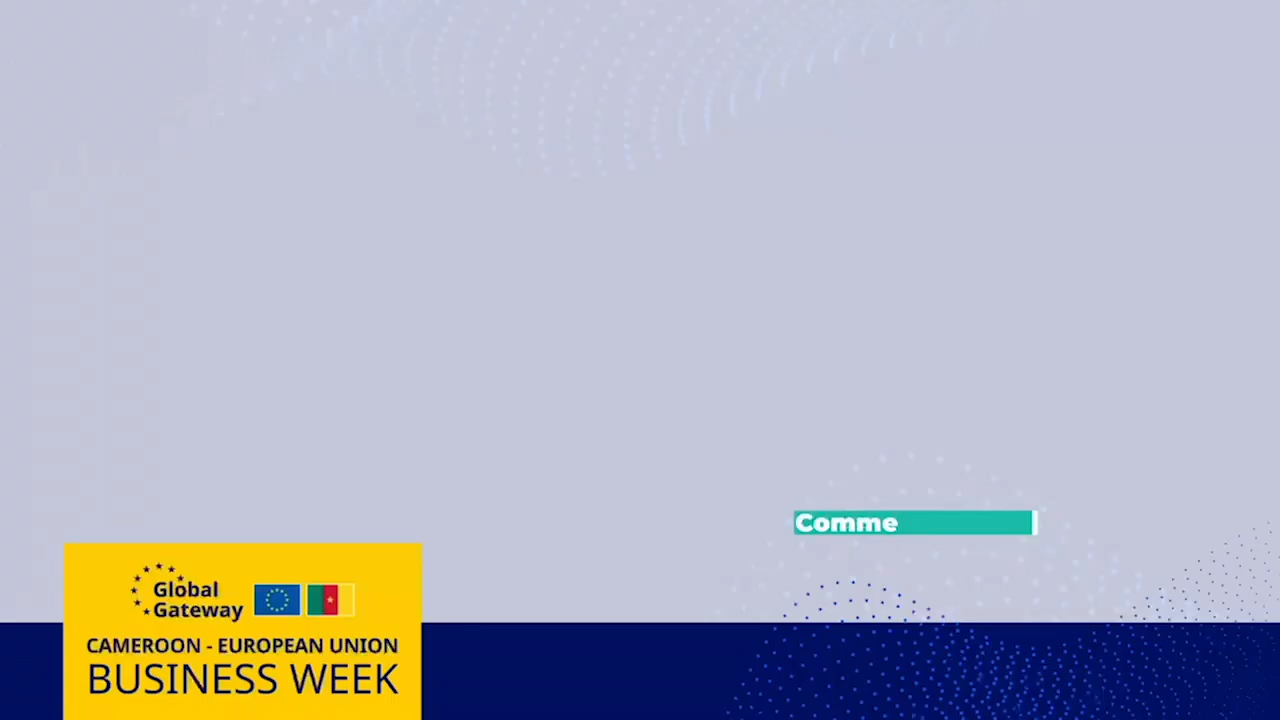 Comme
Global
Gateway
CAMEROON - EUROPEAN UNION
BUSINESS WEEK